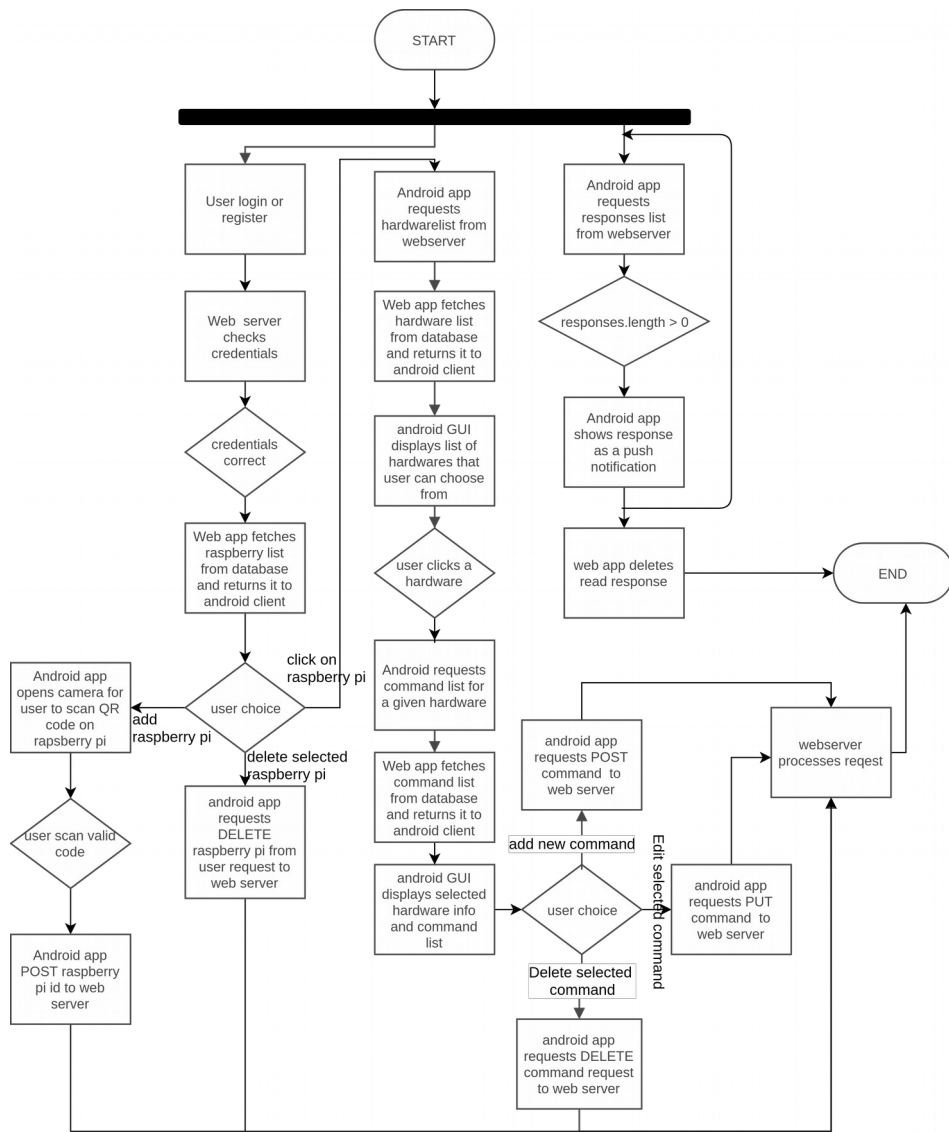 START
User login or
register
Web server
checks
credentials
credentials
correct
Web app fetches
raspberry list
from database
and returns it to
android client
user choice
click on
raspberry pi
add
raspberry pi
delete selected
raspberry pi
Android app
opens camera for
user to scan QR
code on
rapsberry pi
user scan valid
code
Android app
POST raspberry
pi id to web
server
android app
requests
DELETE
raspberry pi from
user request to
web server
Android app
requests
hardwarelist from
webserver
Web app fetches
hardware list
from database
and returns it to
android client
android GUI
displays list of
hardwares that
user can choose
from
user clicks a
hardware
Android requests
command list for
a given hardware
Web app fetches
command list
from database
and returns it to
android client
android GUI
displays selected
hardware info
and command
list
user choice
add new command
android app
requests POST
command to
web server
Edit selected command
android app
requests PUT
command to
web server
Delete selected
command
android app
requests DELETE
command request
to web server
Android app
requests
responses list
from webserver
responses.length > 0
Android app
shows response
as a push
notification
web app deletes
read response
webserver
processes reqest
END